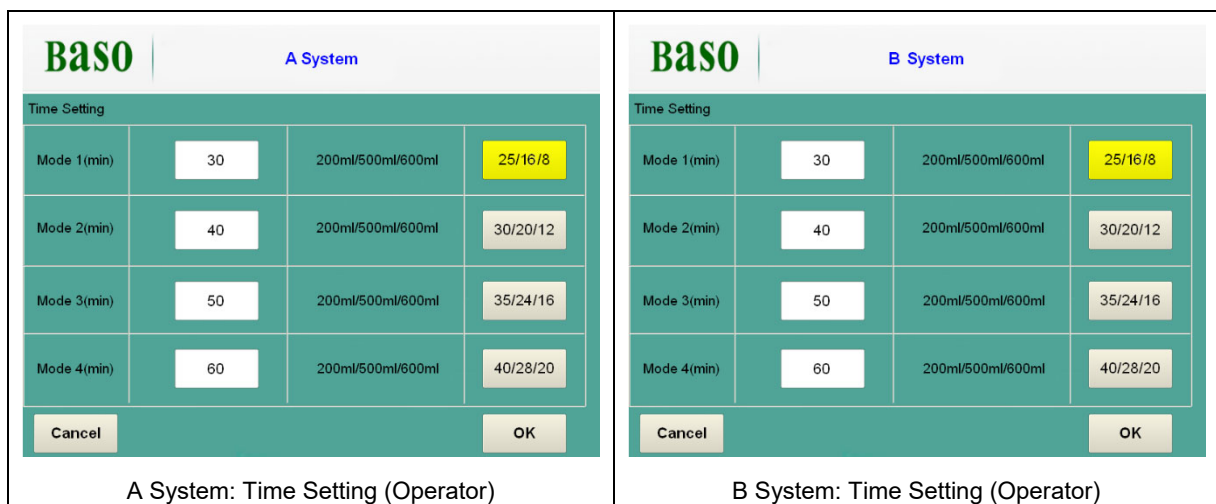 Baso A System
Time Setting
Mode 1(min) 30 200ml/500ml/600ml 25/16/8
Mode 2(min) 40 200ml/500ml/600ml 30/20/12
Mode 3(min) 50 200ml/500ml/600ml 35/24/16
Mode 4(min) 60 200ml/500ml/600ml 40/28/20
Cancel OK
A System: Time Setting (Operator)
Baso B System
Time Setting
Mode 1(min) 30 200ml/500ml/600ml 25/16/8
Mode 2(min) 40 200ml/500ml/600ml 30/20/12
Mode 3(min) 50 200ml/500ml/600ml 35/24/16
Mode 4(min) 60 200ml/500ml/600ml 40/28/20
Cancel OK
B System: Time Setting (Operator)